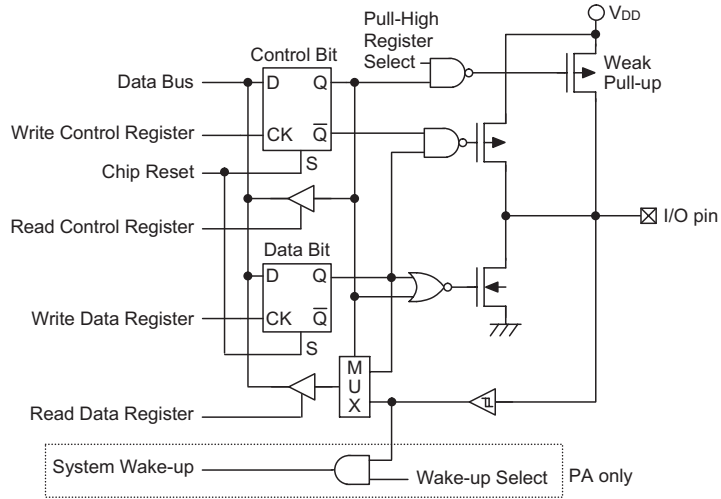 VDD
Pull-High
Register
Select
Weak
Pull-up
Control Bit
Data Bus
D
Q
Write Control Register
CK
Q
S
Chip Reset
Read Control Register
I/O pin
Data Bit
D
Q
Write Data Register
CK
Q
S
M
U
X
Read Data Register
System Wake-up
Wake-up Select
PA only